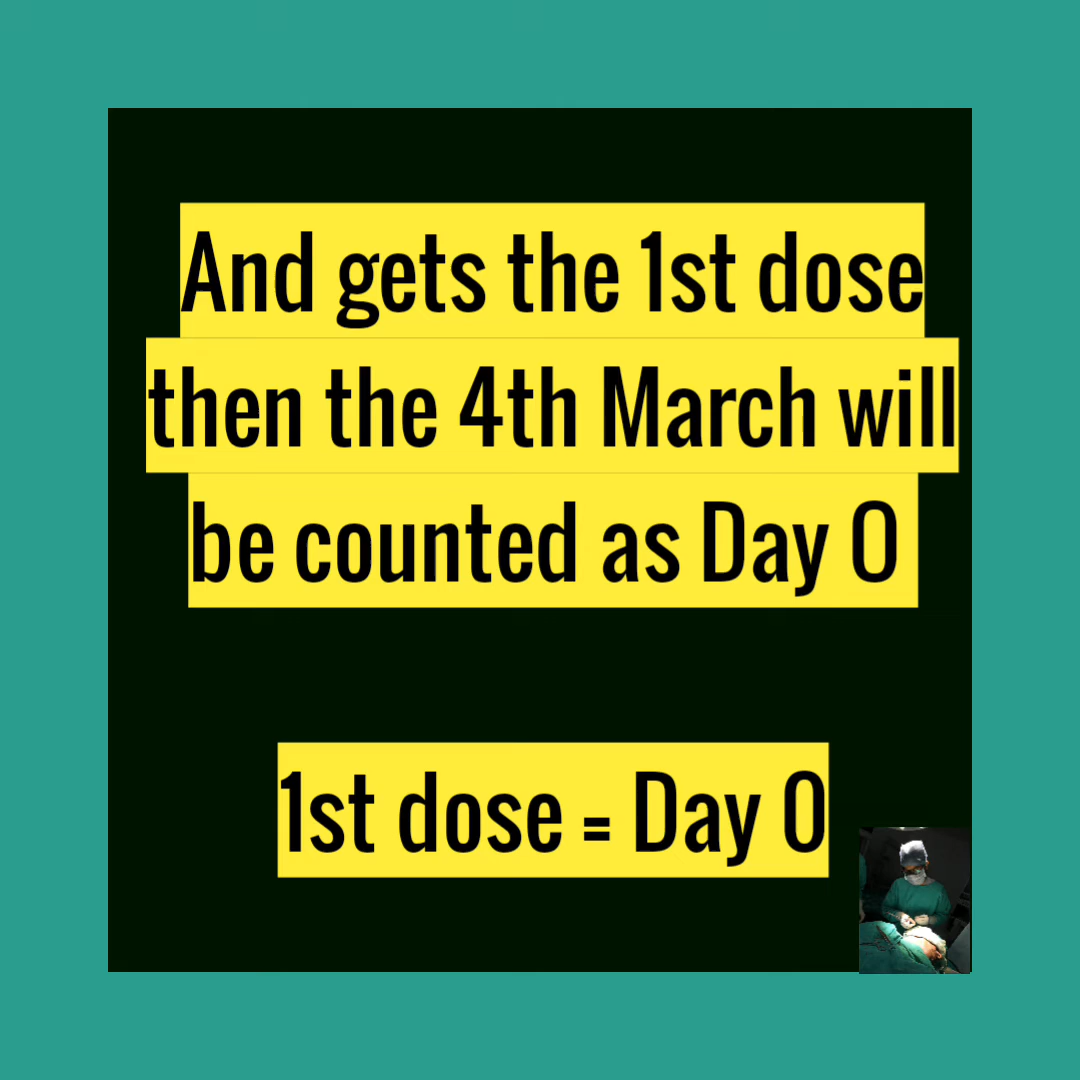 And gets the 1st dose
then the 4th March will
be counted as Day 0
1st dose = Day 0